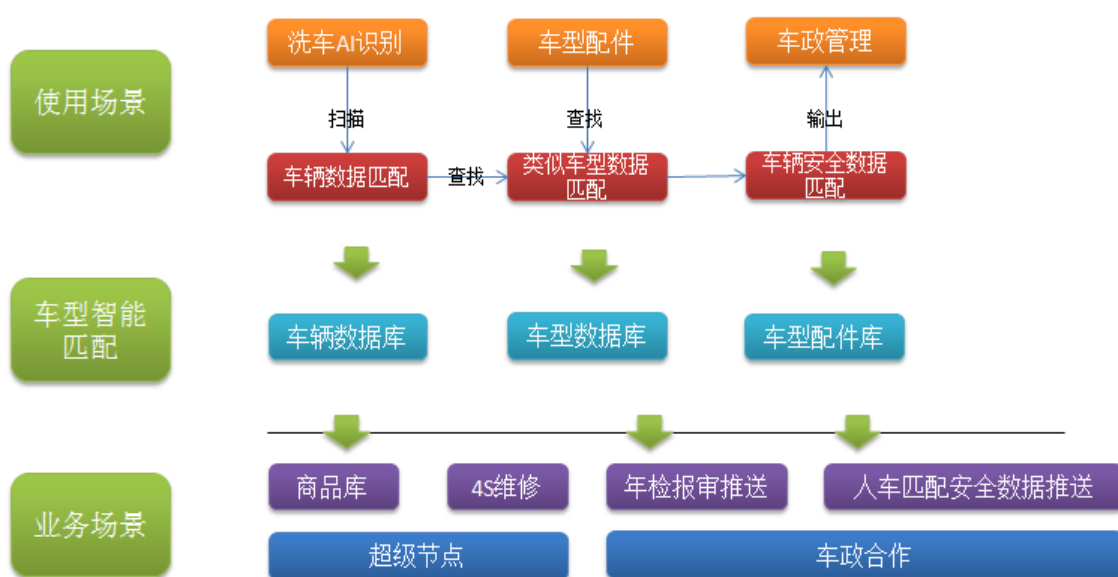 洗车AI识别
车型配件
车政管理
使用场景
扫描
查找
输出
车辆数据匹配
查找
类似车型数据
匹配
车辆安全数据
匹配
车型智能
匹配
车辆数据库
车型数据库
车型配件库
业务场景
商品库
4S维修
年检报审推送
人车匹配安全数据推送
超级节点
车政合作